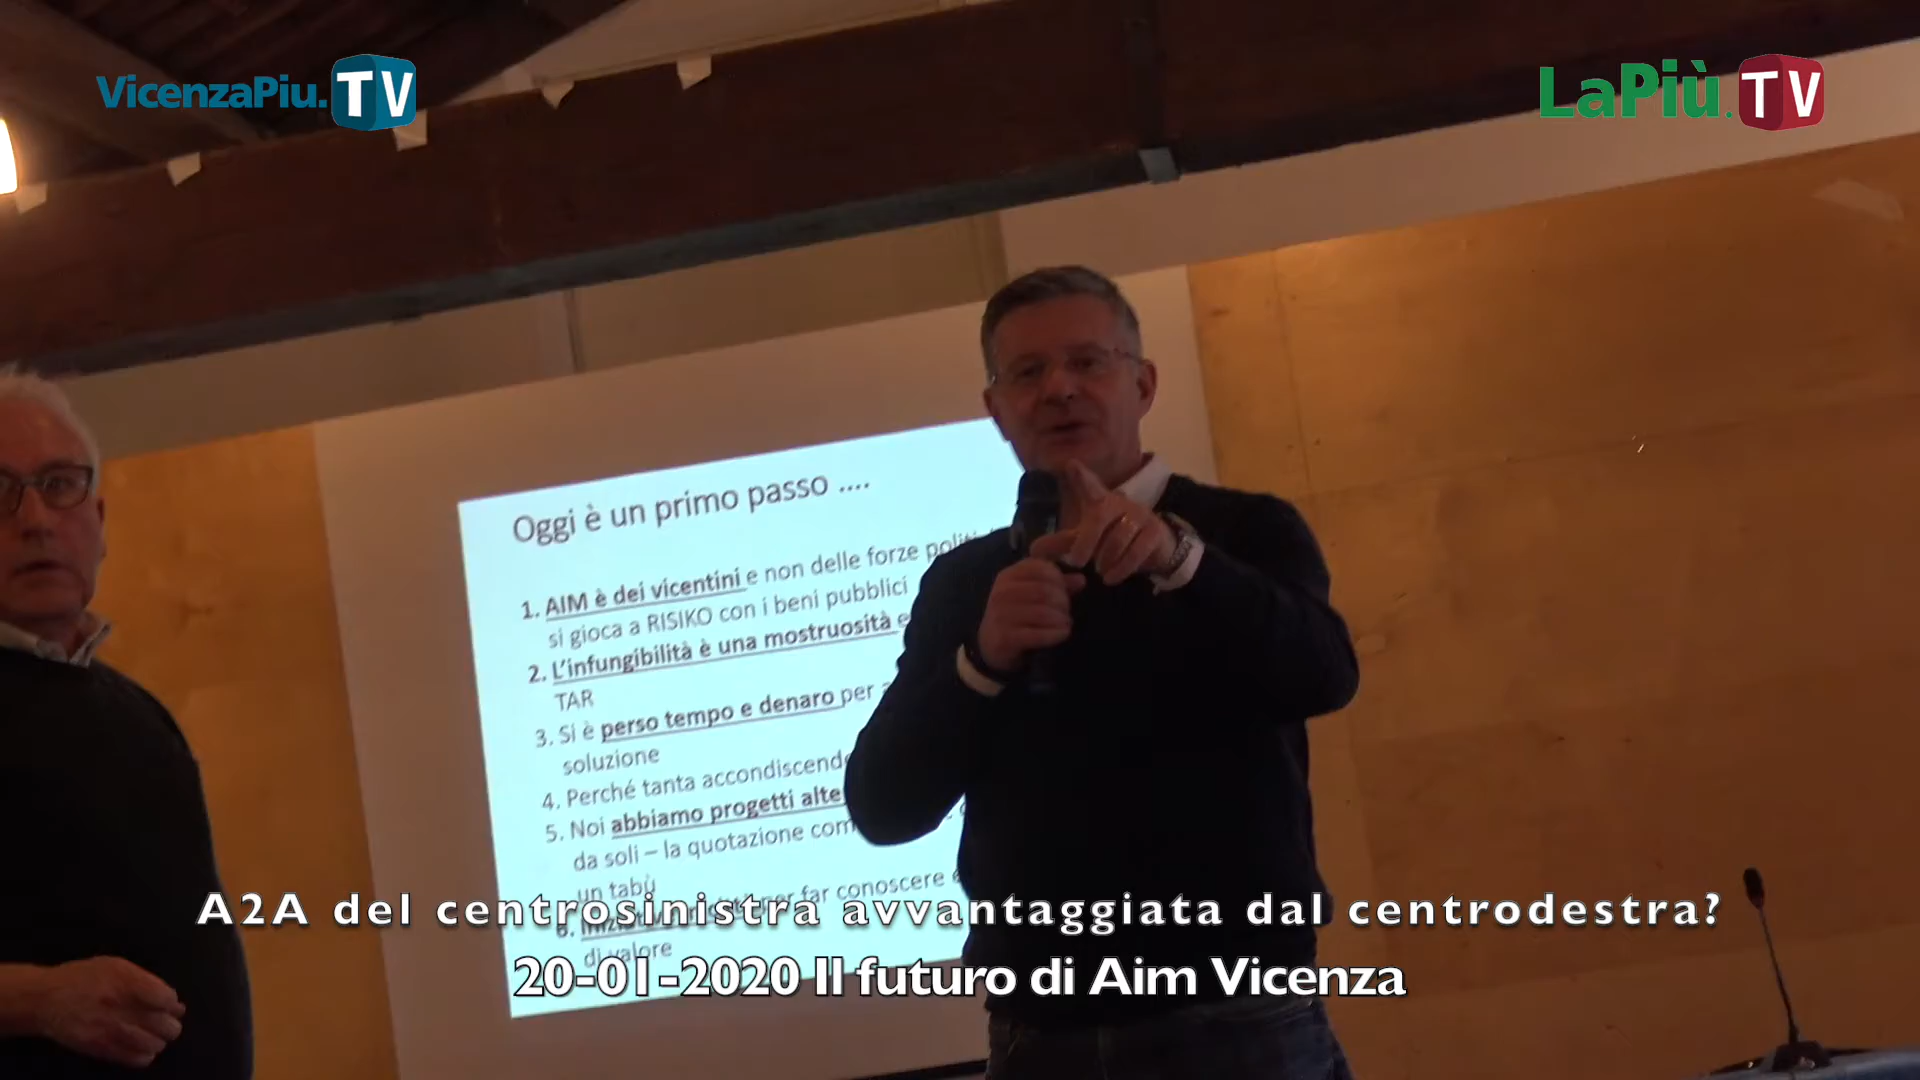 VicenzaPiu.TV
LaPiù.TV
Oggi è un primo passo ....
1. AIM è dei vicentini e non delle forze
si gioca a RISIKO con i beni pubblici
2. L'infungibilità è una mostruosità
TAR
3. Si è perso tempo e denaro per
soluzione
4. Perché tanta
5. Noi abbiamo progetti
da soli – la quotazione
un tabù
far conoscere
di valore
A2A del centrosinistra avvantaggiata dal centrodestra?
20-01-2020 Il futuro di Aim Vicenza